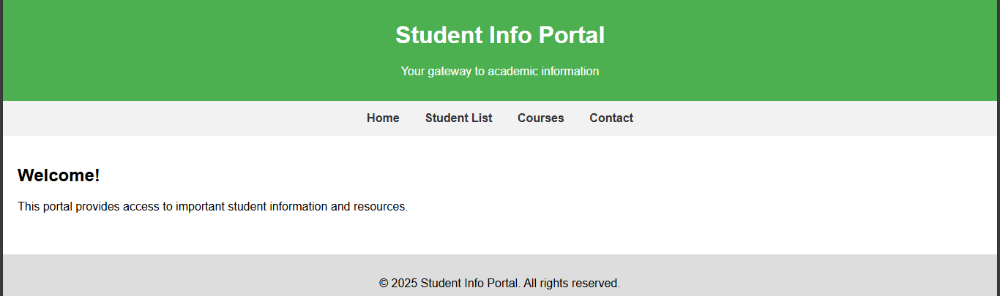 Student Info Portal
Your gateway to academic information
Home Student List Courses Contact
Welcome!
This portal provides access to important student information and resources.
© 2025 Student Info Portal. All rights reserved.